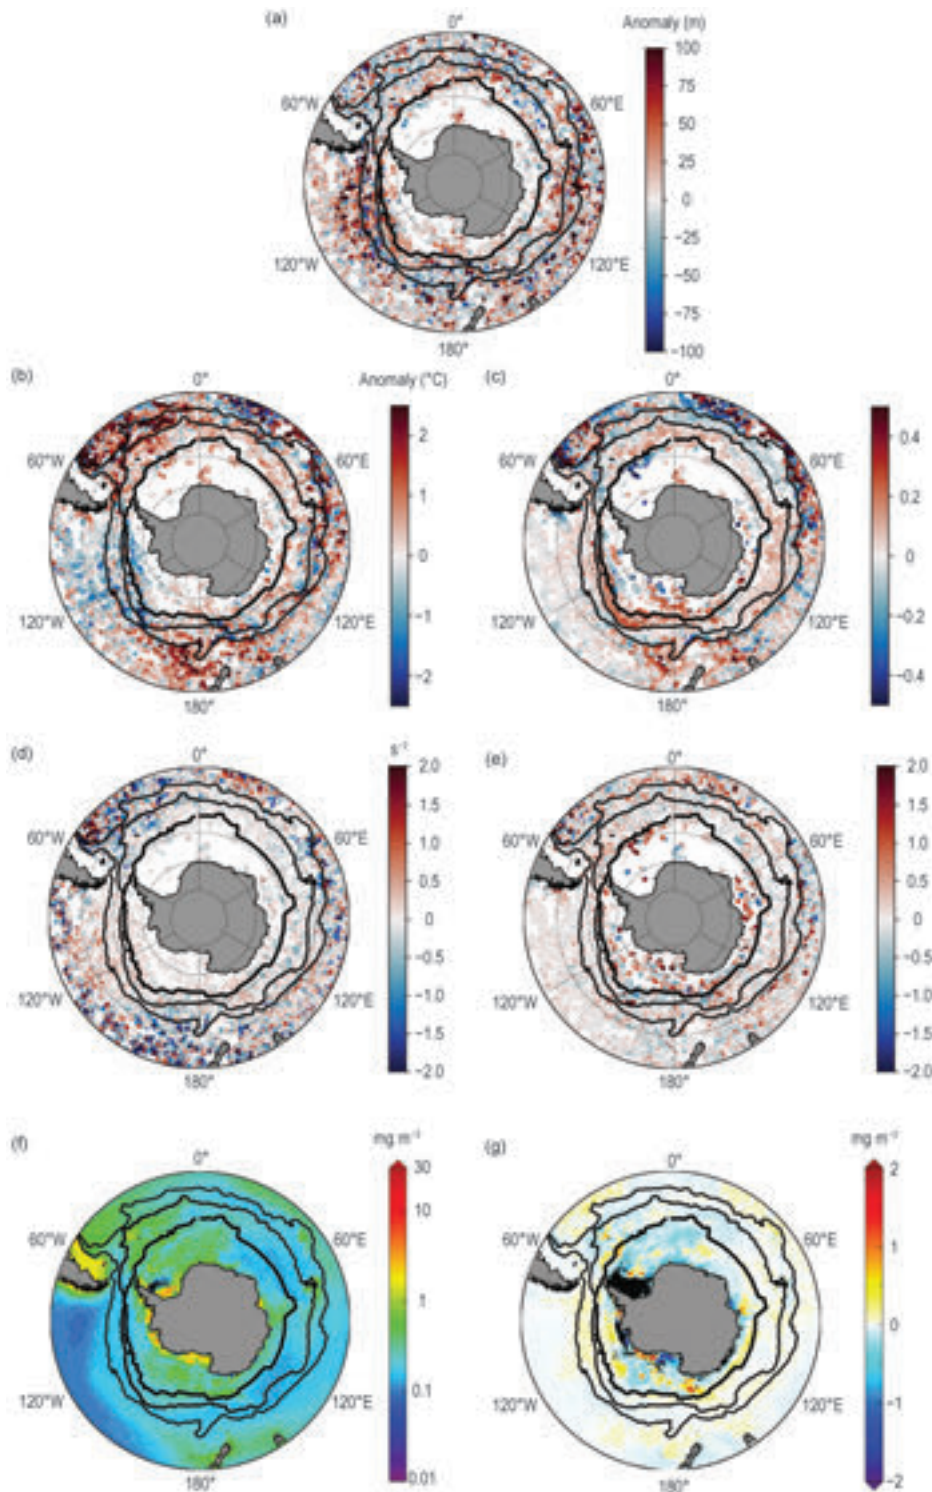 (a)
0°
Anomaly (m)
100
75
50
25
0
−25
−50
−75
−100
60°W
60°E
120°W
120°E
180°
(b)
0°
Anomaly (°C)
2
1
0
−1
−2
60°W
60°E
120°W
120°E
180°
(c)
0°
0.4
0.2
0
−0.2
−0.4
60°W
60°E
120°W
120°E
180°
(d)
0°
s⁻²
2.0
1.5
1.0
0.5
0
−0.5
−1.0
−1.5
−2.0
60°W
60°E
120°W
120°E
180°
(e)
0°
2.0
1.5
1.0
0.5
0
−0.5
−1.0
−1.5
−2.0
60°W
60°E
120°W
120°E
180°
(f)
0°
mg m⁻³
30
10
1
0.1
0.01
60°W
60°E
120°W
120°E
180°
(g)
0°
mg m⁻³
2
1
0
−1
−2
60°W
60°E
120°W
120°E
180°